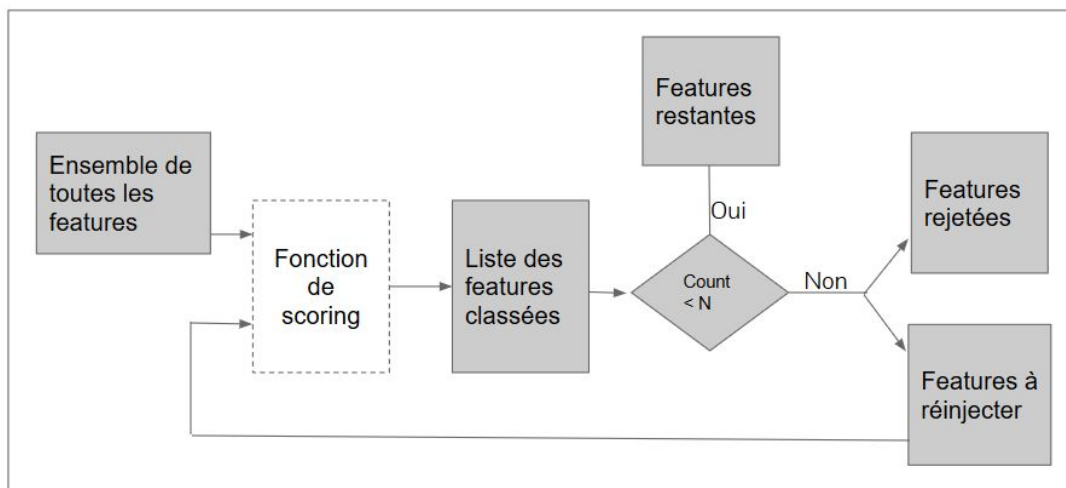 Ensemble de
toutes les
features
Fonction
de
scoring
Liste des
features
classées
Count
< N
Oui
Features
restantes
Non
Features
rejetées
Features à
réinjecter